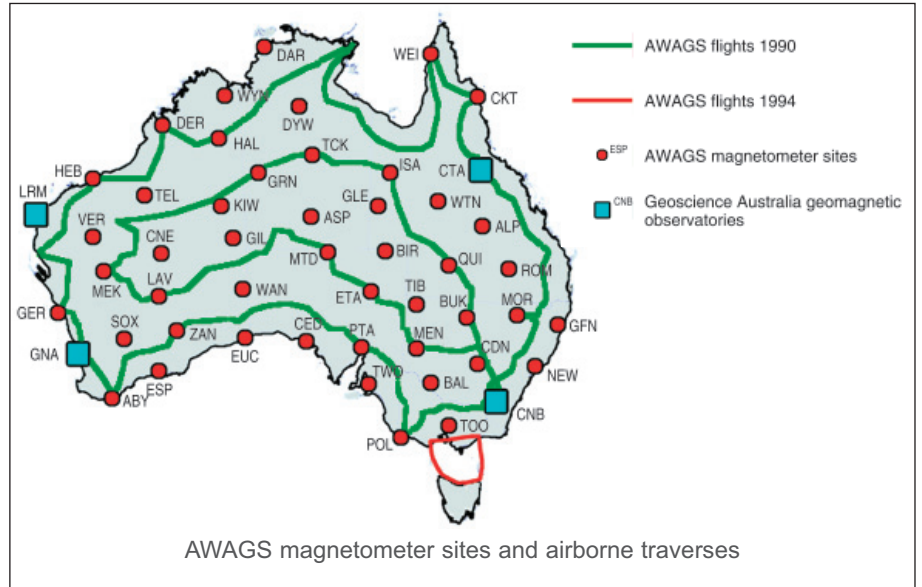 DAR
WEI
AWAGS flights 1990
WYN
CKT
AWAGS flights 1994
DYW
DER
HAL
TCK
ESP
AWAGS magnetometer sites
HEB
GRN
ISA
CTA
LRM
TEL
GLE
WTN
CNB
Geoscience Australia geomagnetic
observatories
KIW
ASP
VER
ALP
CNE
GIL
BIR
MTD
QUI
MEK
LAV
ROM
WAN
ETA
TIB
BUK
MOR
GER
SOX
ZAN
CED
PTA
MEN
GFN
GNA
EUC
CDN
NEW
TWO
BAL
ESP
ABY
CNB
TOO
POL
AWAGS magnetometer sites and airborne traverses